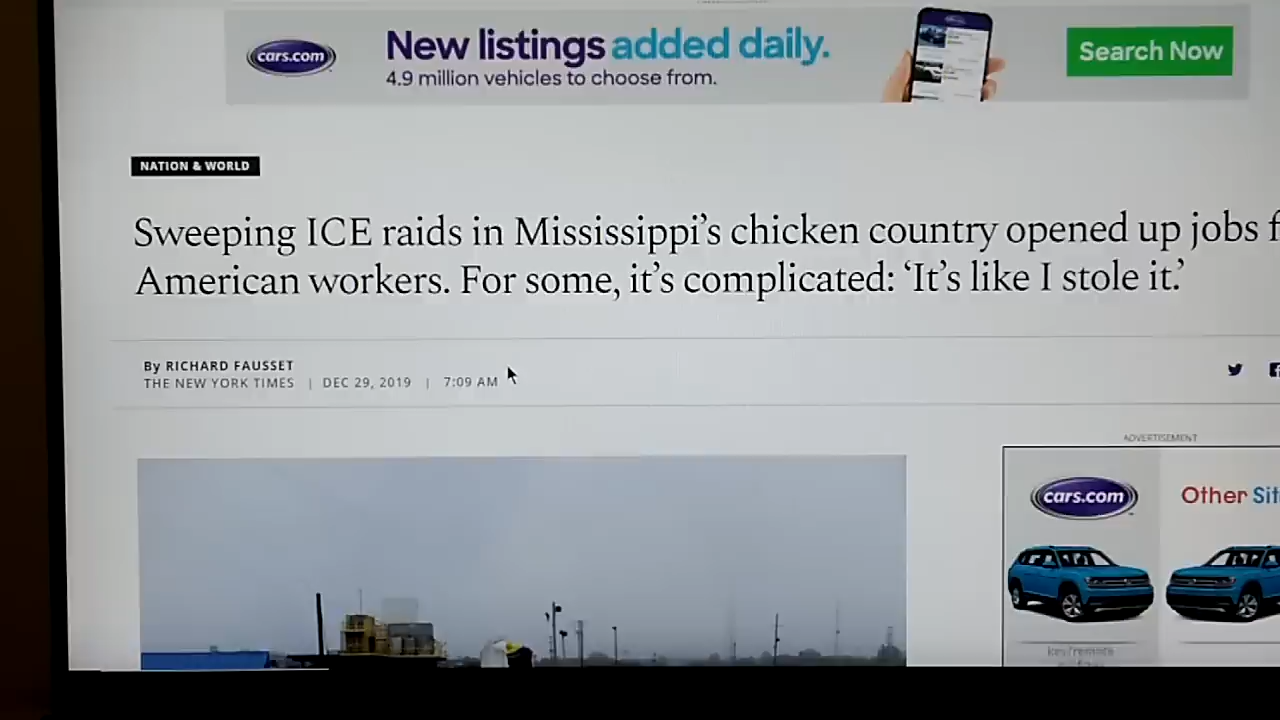 cars.com
New listings added daily.
4.9 million vehicles to choose from.
Search Now
NATION & WORLD
Sweeping ICE raids in Mississippi's chicken country opened up jobs f
American workers. For some, it's complicated: ‘It's like I stole it.’
By RICHARD FAUSSET
THE NEW YORK TIMES | DEC 29, 2019 | 7:09 AM
ADVERTISEMENT
cars.com
Other Sit
key/remote